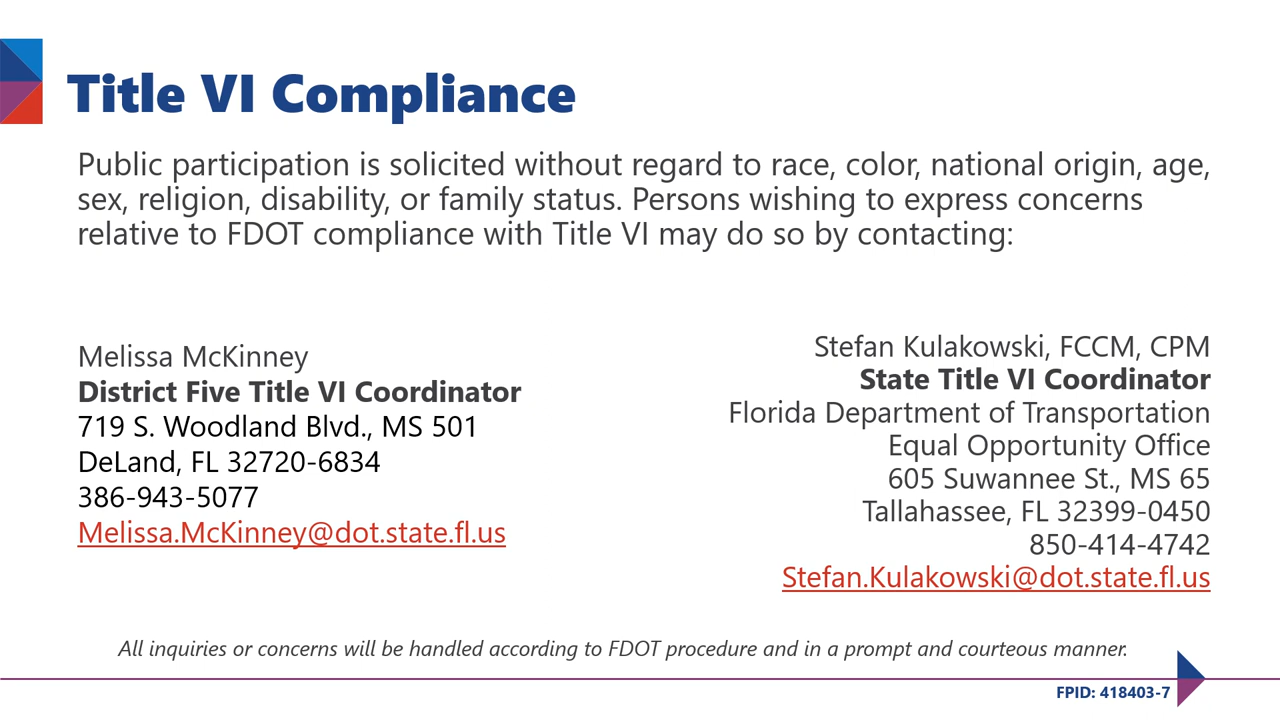 Title VI Compliance
Public participation is solicited without regard to race, color, national origin, age,
sex, religion, disability, or family status. Persons wishing to express concerns
relative to FDOT compliance with Title VI may do so by contacting:
Melissa McKinney
District Five Title VI Coordinator
719 S. Woodland Blvd., MS 501
DeLand, FL 32720-6834
386-943-5077
Melissa.McKinney@dot.state.fl.us
Stefan Kulakowski, FCCM, CPM
State Title VI Coordinator
Florida Department of Transportation
Equal Opportunity Office
605 Suwannee St., MS 65
Tallahassee, FL 32399-0450
850-414-4742
Stefan.Kulakowski@dot.state.fl.us
All inquiries or concerns will be handled according to FDOT procedure and in a prompt and courteous manner.
FPID: 418403-7